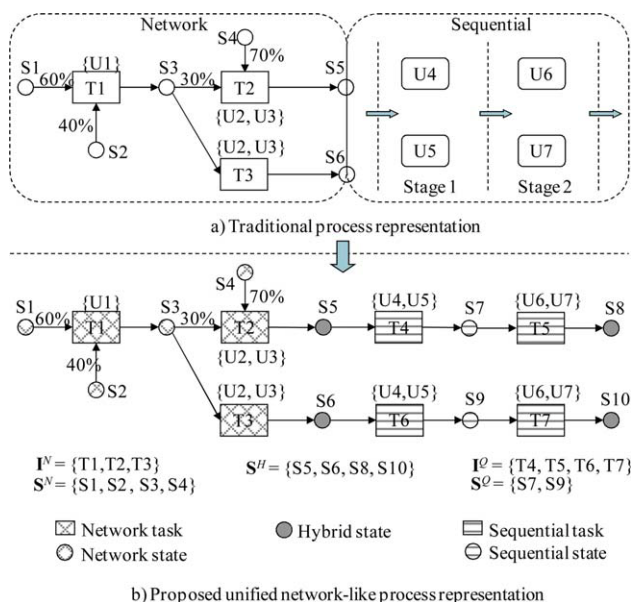 Network Sequential
S4
S1 {U1} S3 70% S5
60% T1 30% T2 U4 U6
40% {U2, U3}
S2 {U2, U3} S6 U5 U7
T3 Stage 1 Stage 2
a) Traditional process representation
S4
S1 {U1} S3 70% S5 {U4,U5} S7 {U6,U7} S8
60% T1 30% T2 T4 T5
40% {U2, U3}
S2 {U2, U3} S6 {U4,U5} S9 {U6,U7} S10
T3 T6 T7
I^N = {T1,T2,T3} S^H = {S5, S6, S8, S10} I^Q = {T4, T5, T6, T7}
S^N = {S1, S2 , S3, S4} S^Q = {S7, S9}
Network task Hybrid state Sequential task
Network state Sequential state
b) Proposed unified network-like process representation